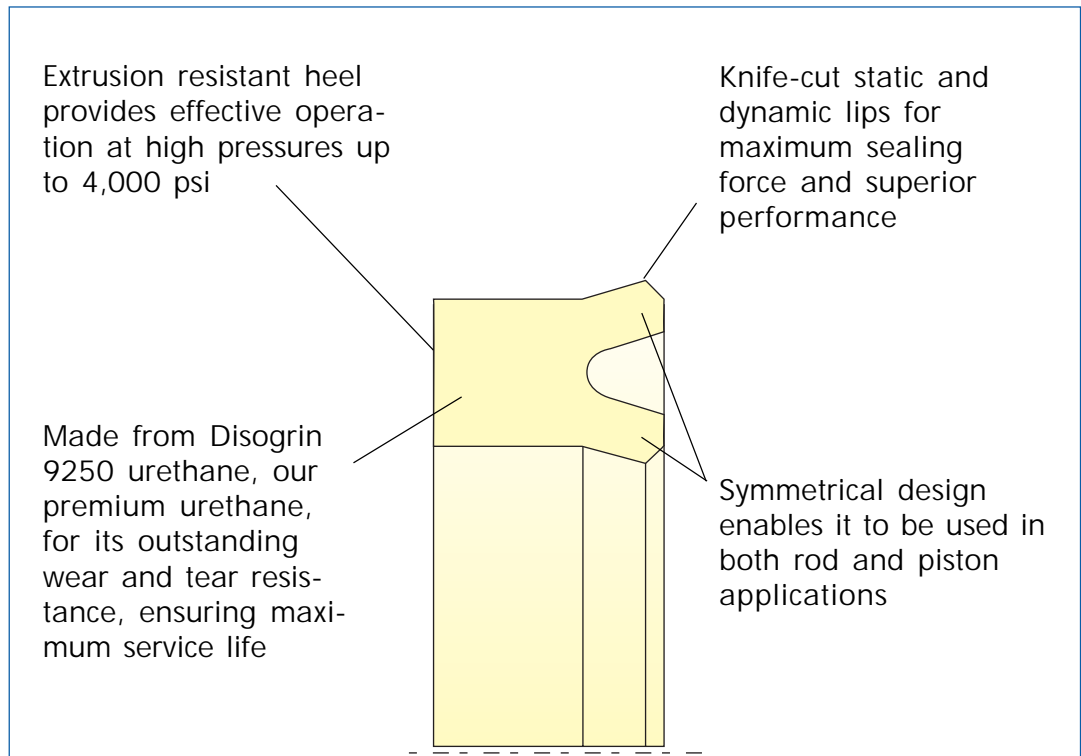 Extrusion resistant heel
provides effective opera-
tion at high pressures up
to 4,000 psi
Knife-cut static and
dynamic lips for
maximum sealing
force and superior
performance
Made from Disogrin
9250 urethane, our
premium urethane,
for its outstanding
wear and tear resis-
tance, ensuring maxi-
mum service life
Symmetrical design
enables it to be used in
both rod and piston
applications